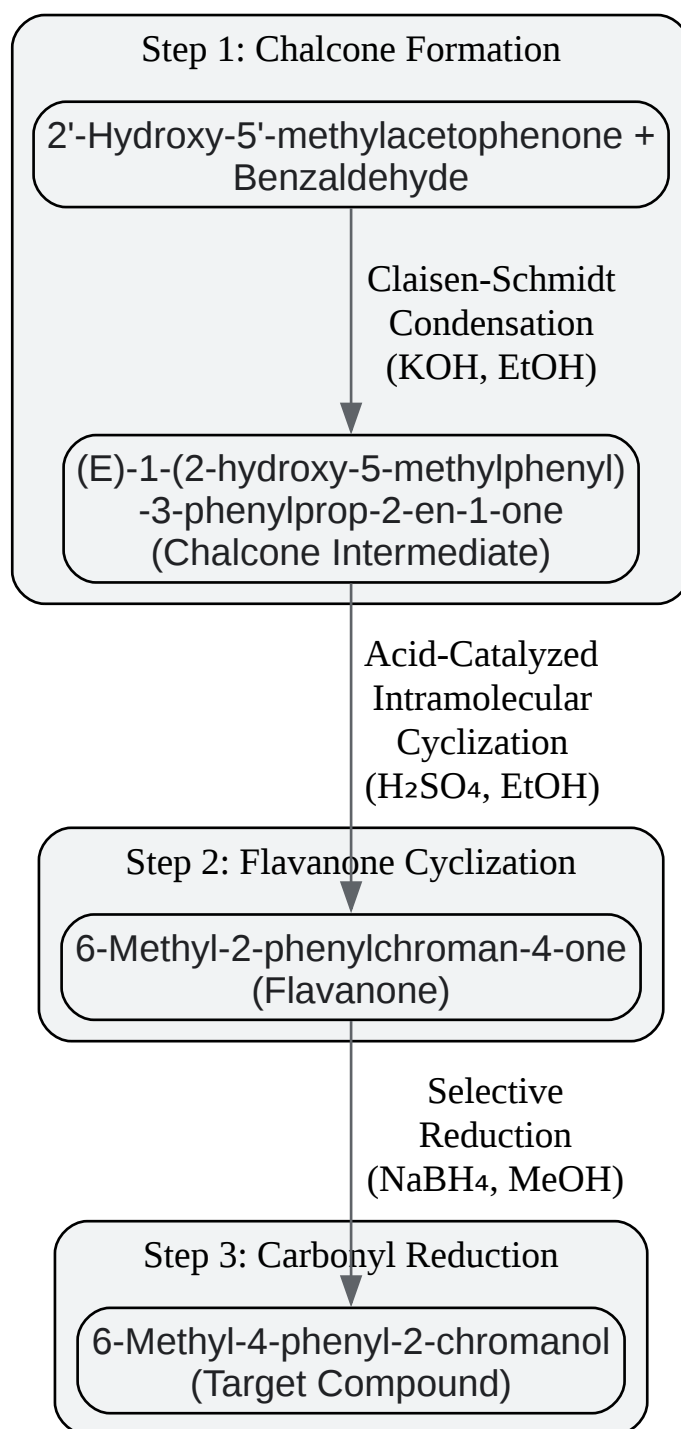 Step 1: Chalcone Formation
2'-Hydroxy-5'-methylacetophenone +
Benzaldehyde
Claisen-Schmidt
Condensation
(KOH, EtOH)
(E)-1-(2-hydroxy-5-methylphenyl)
-3-phenylprop-2-en-1-one
(Chalcone Intermediate)
Acid-Catalyzed
Intramolecular
Cyclization
(H₂SO₄, EtOH)
Step 2: Flavanone Cyclization
6-Methyl-2-phenylchroman-4-one
(Flavanone)
Selective
Reduction
(NaBH₄, MeOH)
Step 3: Carbonyl Reduction
6-Methyl-4-phenyl-2-chromanol
(Target Compound)